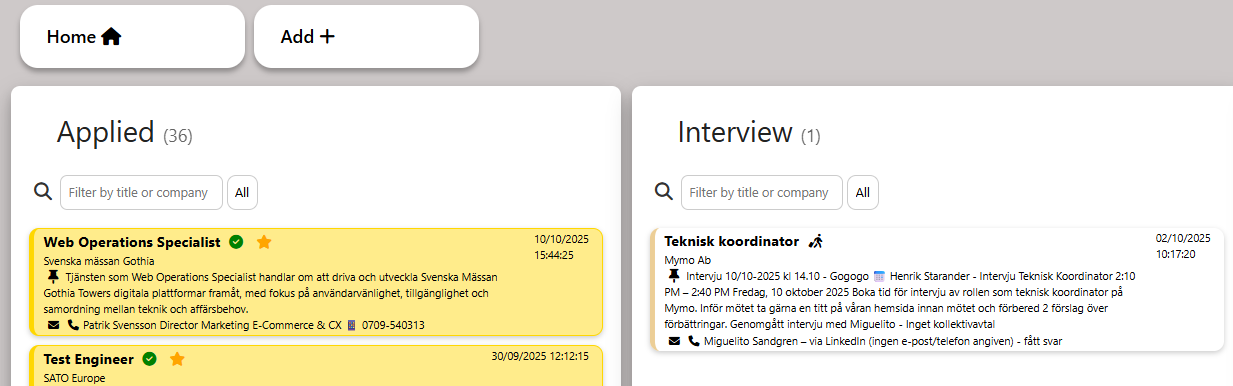 Home
Add
Applied (36)
Filter by title or company All
Web Operations Specialist 10/10/2025
15:44:25
Svenska mässan Gothia
Tjänsten som Web Operations Specialist handlar om att driva och utveckla Svenska Mässan
Gothia Towers digitala plattformar framåt, med fokus på användarvänlighet, tillgänglighet och
samordning mellan teknik och affärsbehov.
Patrik Svensson Director Marketing E-Commerce & CX 0709-540313
Test Engineer 30/09/2025 12:12:15
SATO Europe
Interview (1)
Filter by title or company All
Teknisk koordinator 02/10/2025
10:17:20
Mymo Ab
Intervju 10/10-2025 kl 14.10 - Gogogo Henrik Starander - Intervju Teknisk Koordinator 2:10
PM – 2:40 PM Fredag, 10 oktober 2025 Boka tid för intervju av rollen som teknisk koordinator på
Mymo. Inför mötet ta gärna en titt på våran hemsida innan mötet och förbered 2 förslag över
förbättringar. Genomgått intervju med Miguelito - Inget kollektivavtal
Miguelito Sandgren – via LinkedIn (ingen e-post/telefon angiven) - fått svar